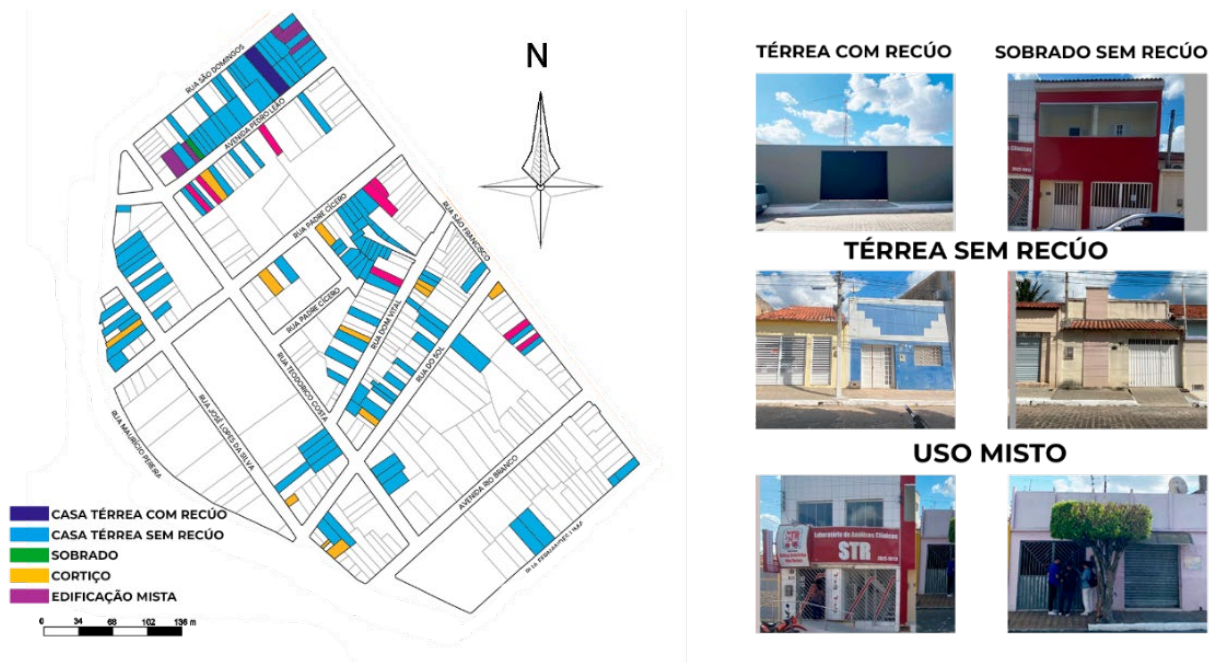 N
RUA SÃO DOMINGOS
AVENIDA PEDRO LEÃO
RUA PADRE CÍCERO
RUA SÃO FRANCISCO
RUA PADRE CÍCERO
RUA DOM VITAL
RUA DO SOL
RUA TEODORICO COSTA
RUA JOSÉ LOPES DA SILVA
RUA MAURÍCIO PEREIRA
AVENIDA RIO BRANCO
CASA TÉRREA COM RECÚO
CASA TÉRREA SEM RECÚO
SOBRADO
CORTIÇO
EDIFICAÇÃO MISTA
0 34 68 102 136 m
TÉRREA COM RECÚO
SOBRADO SEM RECÚO
TÉRREA SEM RECÚO
USO MISTO
Laboratório de Análises Clínicas
STR